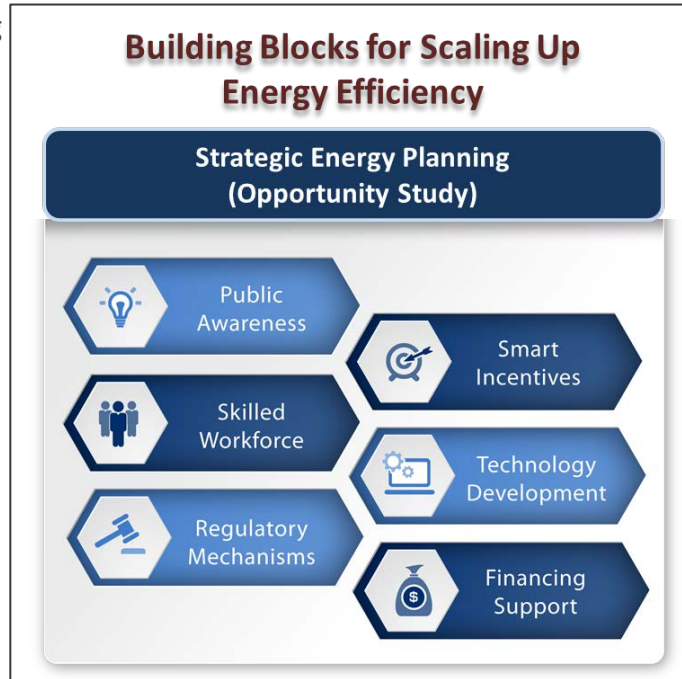 Building Blocks for Scaling Up
Energy Efficiency
Strategic Energy Planning
(Opportunity Study)
Public
Awareness
Smart
Incentives
Skilled
Workforce
Technology
Development
Regulatory
Mechanisms
Financing
Support
$